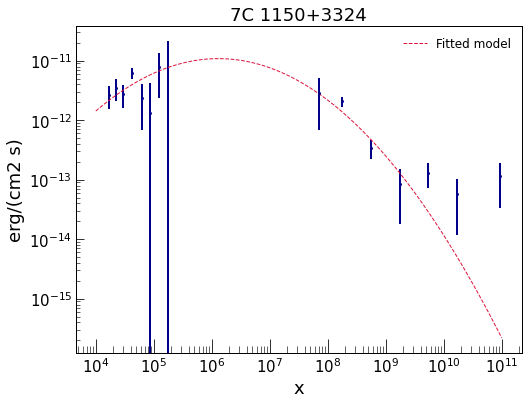 7C 1150+3324
Fitted model
erg/(cm2 s)
10⁻¹¹
10⁻¹²
10⁻¹³
10⁻¹⁴
10⁻¹⁵
10⁴ 10⁵ 10⁶ 10⁷ 10⁸ 10⁹ 10¹⁰ 10¹¹
x